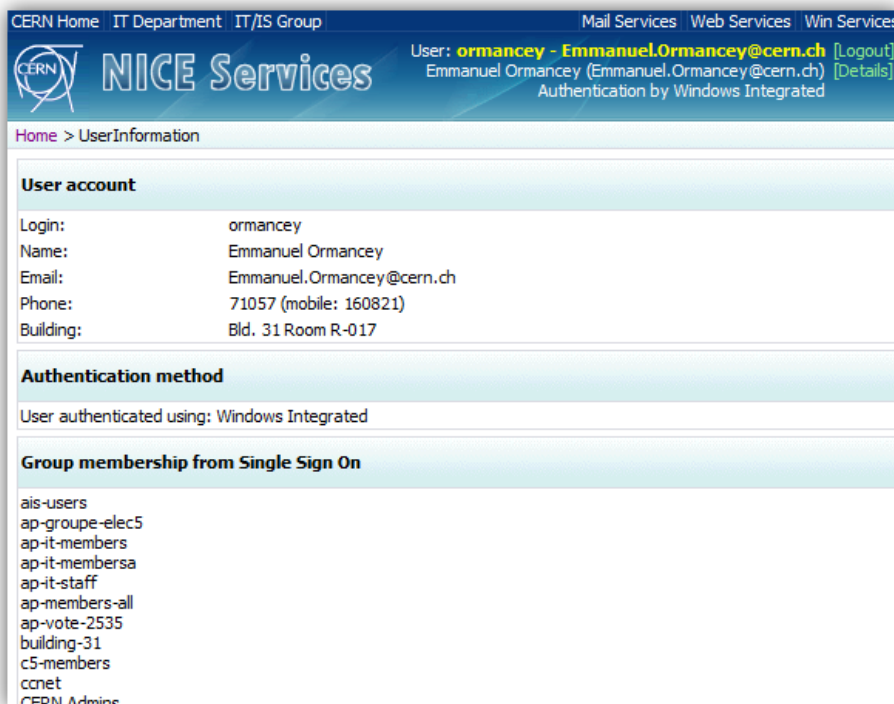 CERN Home IT Department IT/IS Group Mail Services Web Services Win Services
CERN NICE Services
User: ormancey - Emmanuel.Ormancey@cern.ch [Logout]
Emmanuel Ormancey (Emmanuel.Ormancey@cern.ch) [Details]
Authentication by Windows Integrated
Home > UserInformation
User account
Login: ormancey
Name: Emmanuel Ormancey
Email: Emmanuel.Ormancey@cern.ch
Phone: 71057 (mobile: 160821)
Building: Bld. 31 Room R-017
Authentication method
User authenticated using: Windows Integrated
Group membership from Single Sign On
ais-users
ap-groupe-elec5
ap-it-members
ap-it-membersa
ap-it-staff
ap-members-all
ap-vote-2535
building-31
c5-members
ccnet
CERN Admins